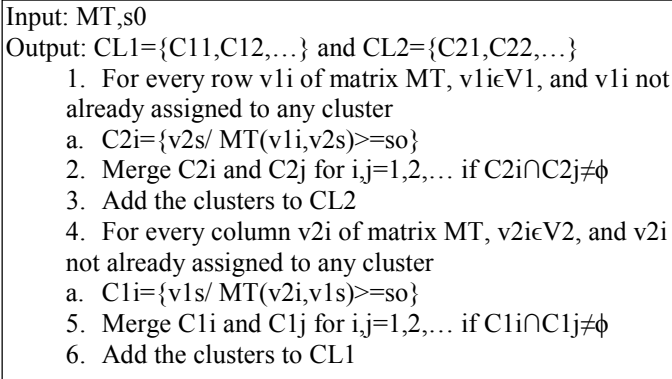 Input: MT,s0
Output: CL1={C11,C12,…} and CL2={C21,C22,…}
1. For every row v1i of matrix MT, v1iϵV1, and v1i not
already assigned to any cluster
a. C2i={v2s/ MT(v1i,v2s)>=so}
2. Merge C2i and C2j for i,j=1,2,… if C2i∩C2j≠ϕ
3. Add the clusters to CL2
4. For every column v2i of matrix MT, v2iϵV2, and v2i
not already assigned to any cluster
a. C1i={v1s/ MT(v2i,v1s)>=so}
5. Merge C1i and C1j for i,j=1,2,… if C1i∩C1j≠ϕ
6. Add the clusters to CL1